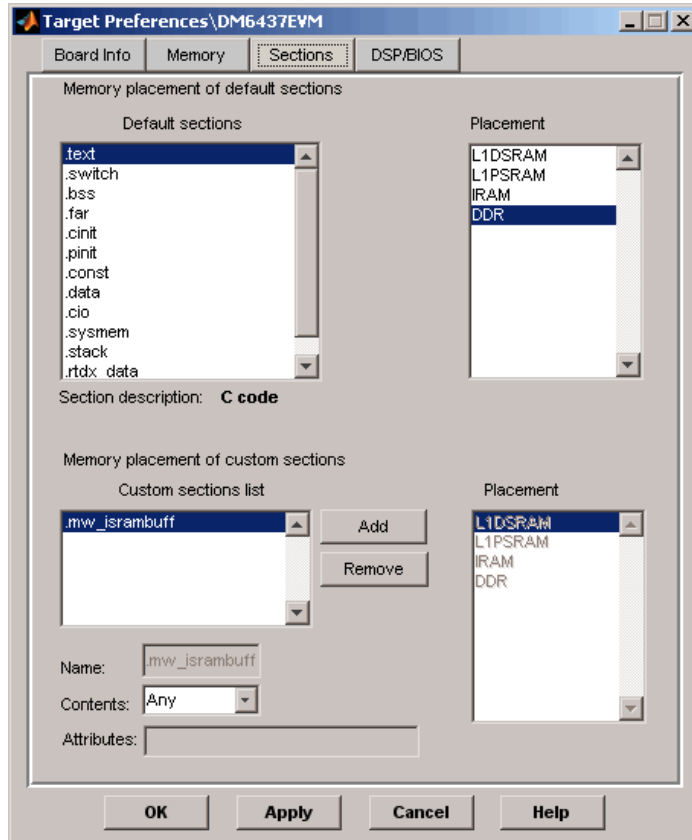 Target Preferences\DM6437EVM
Board Info Memory Sections DSP/BIOS
Memory placement of default sections
Default sections Placement
.text L1DSRAM
.switch L1PSRAM
.bss IRAM
.far DDR
.cinit
.pinit
.const
.data
.cio
.sysmem
.stack
.rtdx_data
Section description: C code
Memory placement of custom sections
Custom sections list Placement
.mw_isrambuff Add L1DSRAM
L1PSRAM
Remove IRAM
DDR
Name: .mw_isrambuff
Contents: Any
Attributes:
OK Apply Cancel Help